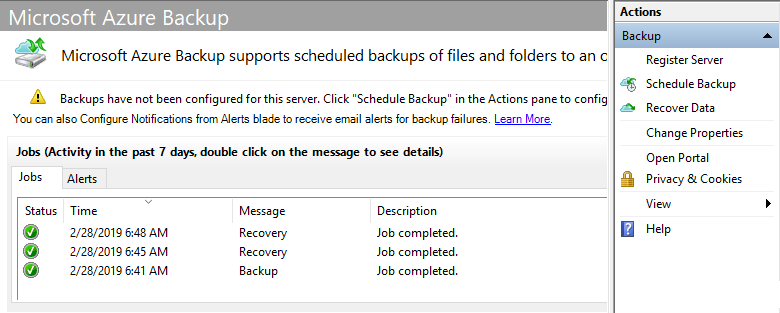 Microsoft Azure Backup
Microsoft Azure Backup supports scheduled backups of files and folders to an o
Backups have not been configured for this server. Click "Schedule Backup" in the Actions pane to config
You can also Configure Notifications from Alerts blade to receive email alerts for backup failures. Learn More.
Jobs (Activity in the past 7 days, double click on the message to see details)
Jobs Alerts
Status Time Message Description
2/28/2019 6:48 AM Recovery Job completed.
2/28/2019 6:45 AM Recovery Job completed.
2/28/2019 6:41 AM Backup Job completed.
Actions
Backup
Register Server
Schedule Backup
Recover Data
Change Properties
Open Portal
Privacy & Cookies
View
Help